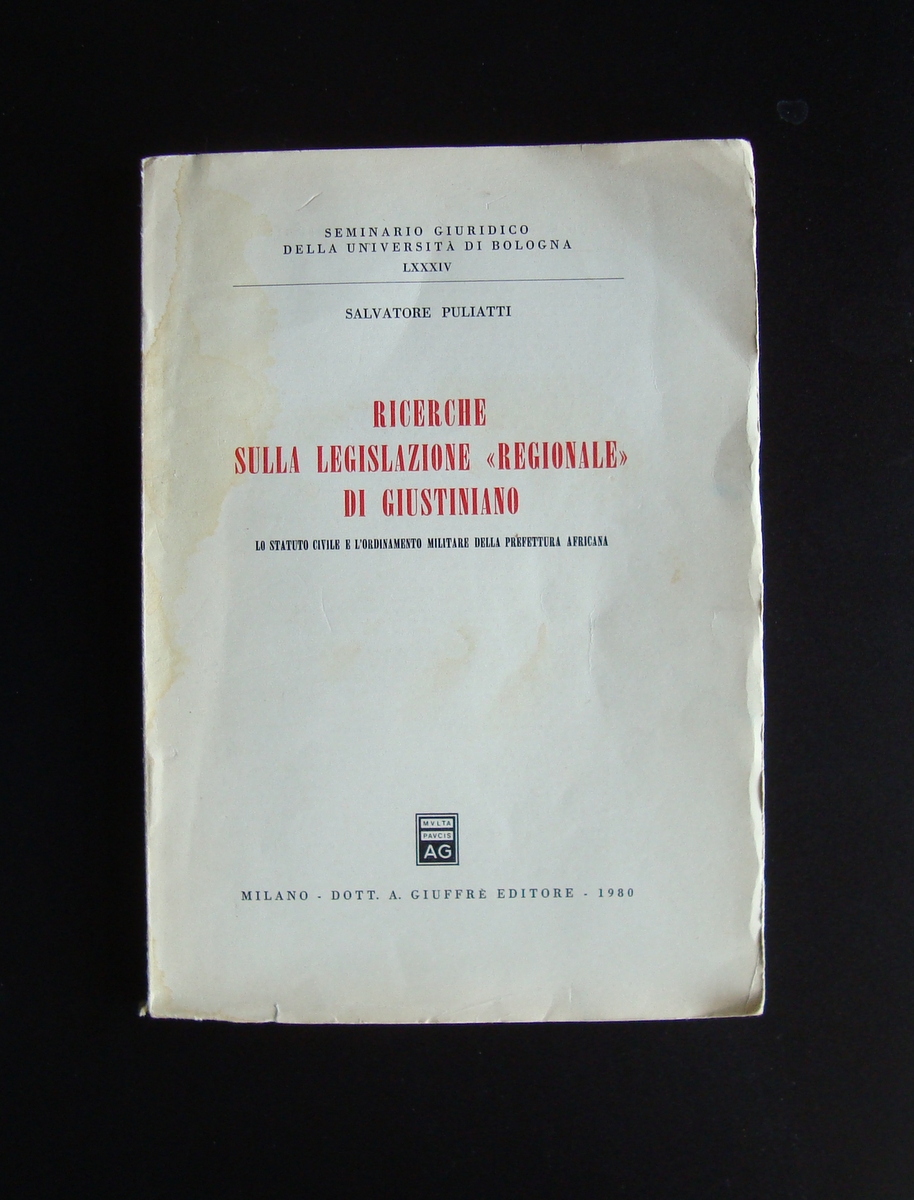 SEMINARIO GIURIDICO
DELLA UNIVERSITÀ DI BOLOGNA
LXXXIV
SALVATORE PULIATTI
RICERCHE
SULLA LEGISLAZIONE «REGIONALE»
DI GIUSTINIANO
LO STATUTO CIVILE E L'ORDINAMENTO MILITARE DELLA PREFETTURA AFRICANA
MVLTA
PAVCIS
AG
MILANO - DOTT. A. GIUFFRÈ EDITORE - 1980